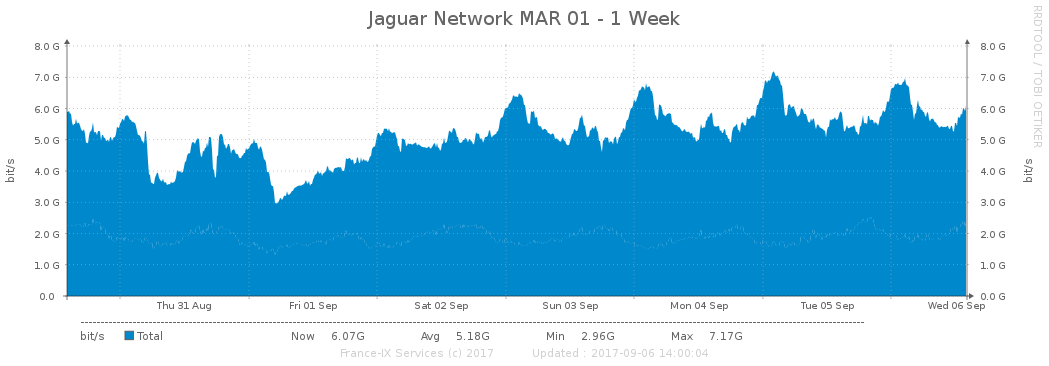 Jaguar Network MAR 01 - 1 Week
RRDTOOL / TOBI OETIKER
8.0 G 8.0 G
7.0 G 7.0 G
6.0 G 6.0 G
5.0 G 5.0 G
4.0 G 4.0 G
3.0 G 3.0 G
2.0 G 2.0 G
1.0 G 1.0 G
0.0 0.0 G
bit/s
bit/s
Thu 31 Aug Fri 01 Sep Sat 02 Sep Sun 03 Sep Mon 04 Sep Tue 05 Sep Wed 06 Sep
bit/s Total Now 6.07G Avg 5.18G Min 2.96G Max 7.17G
France-IX Services (c) 2017 Updated : 2017-09-06 14:00:04